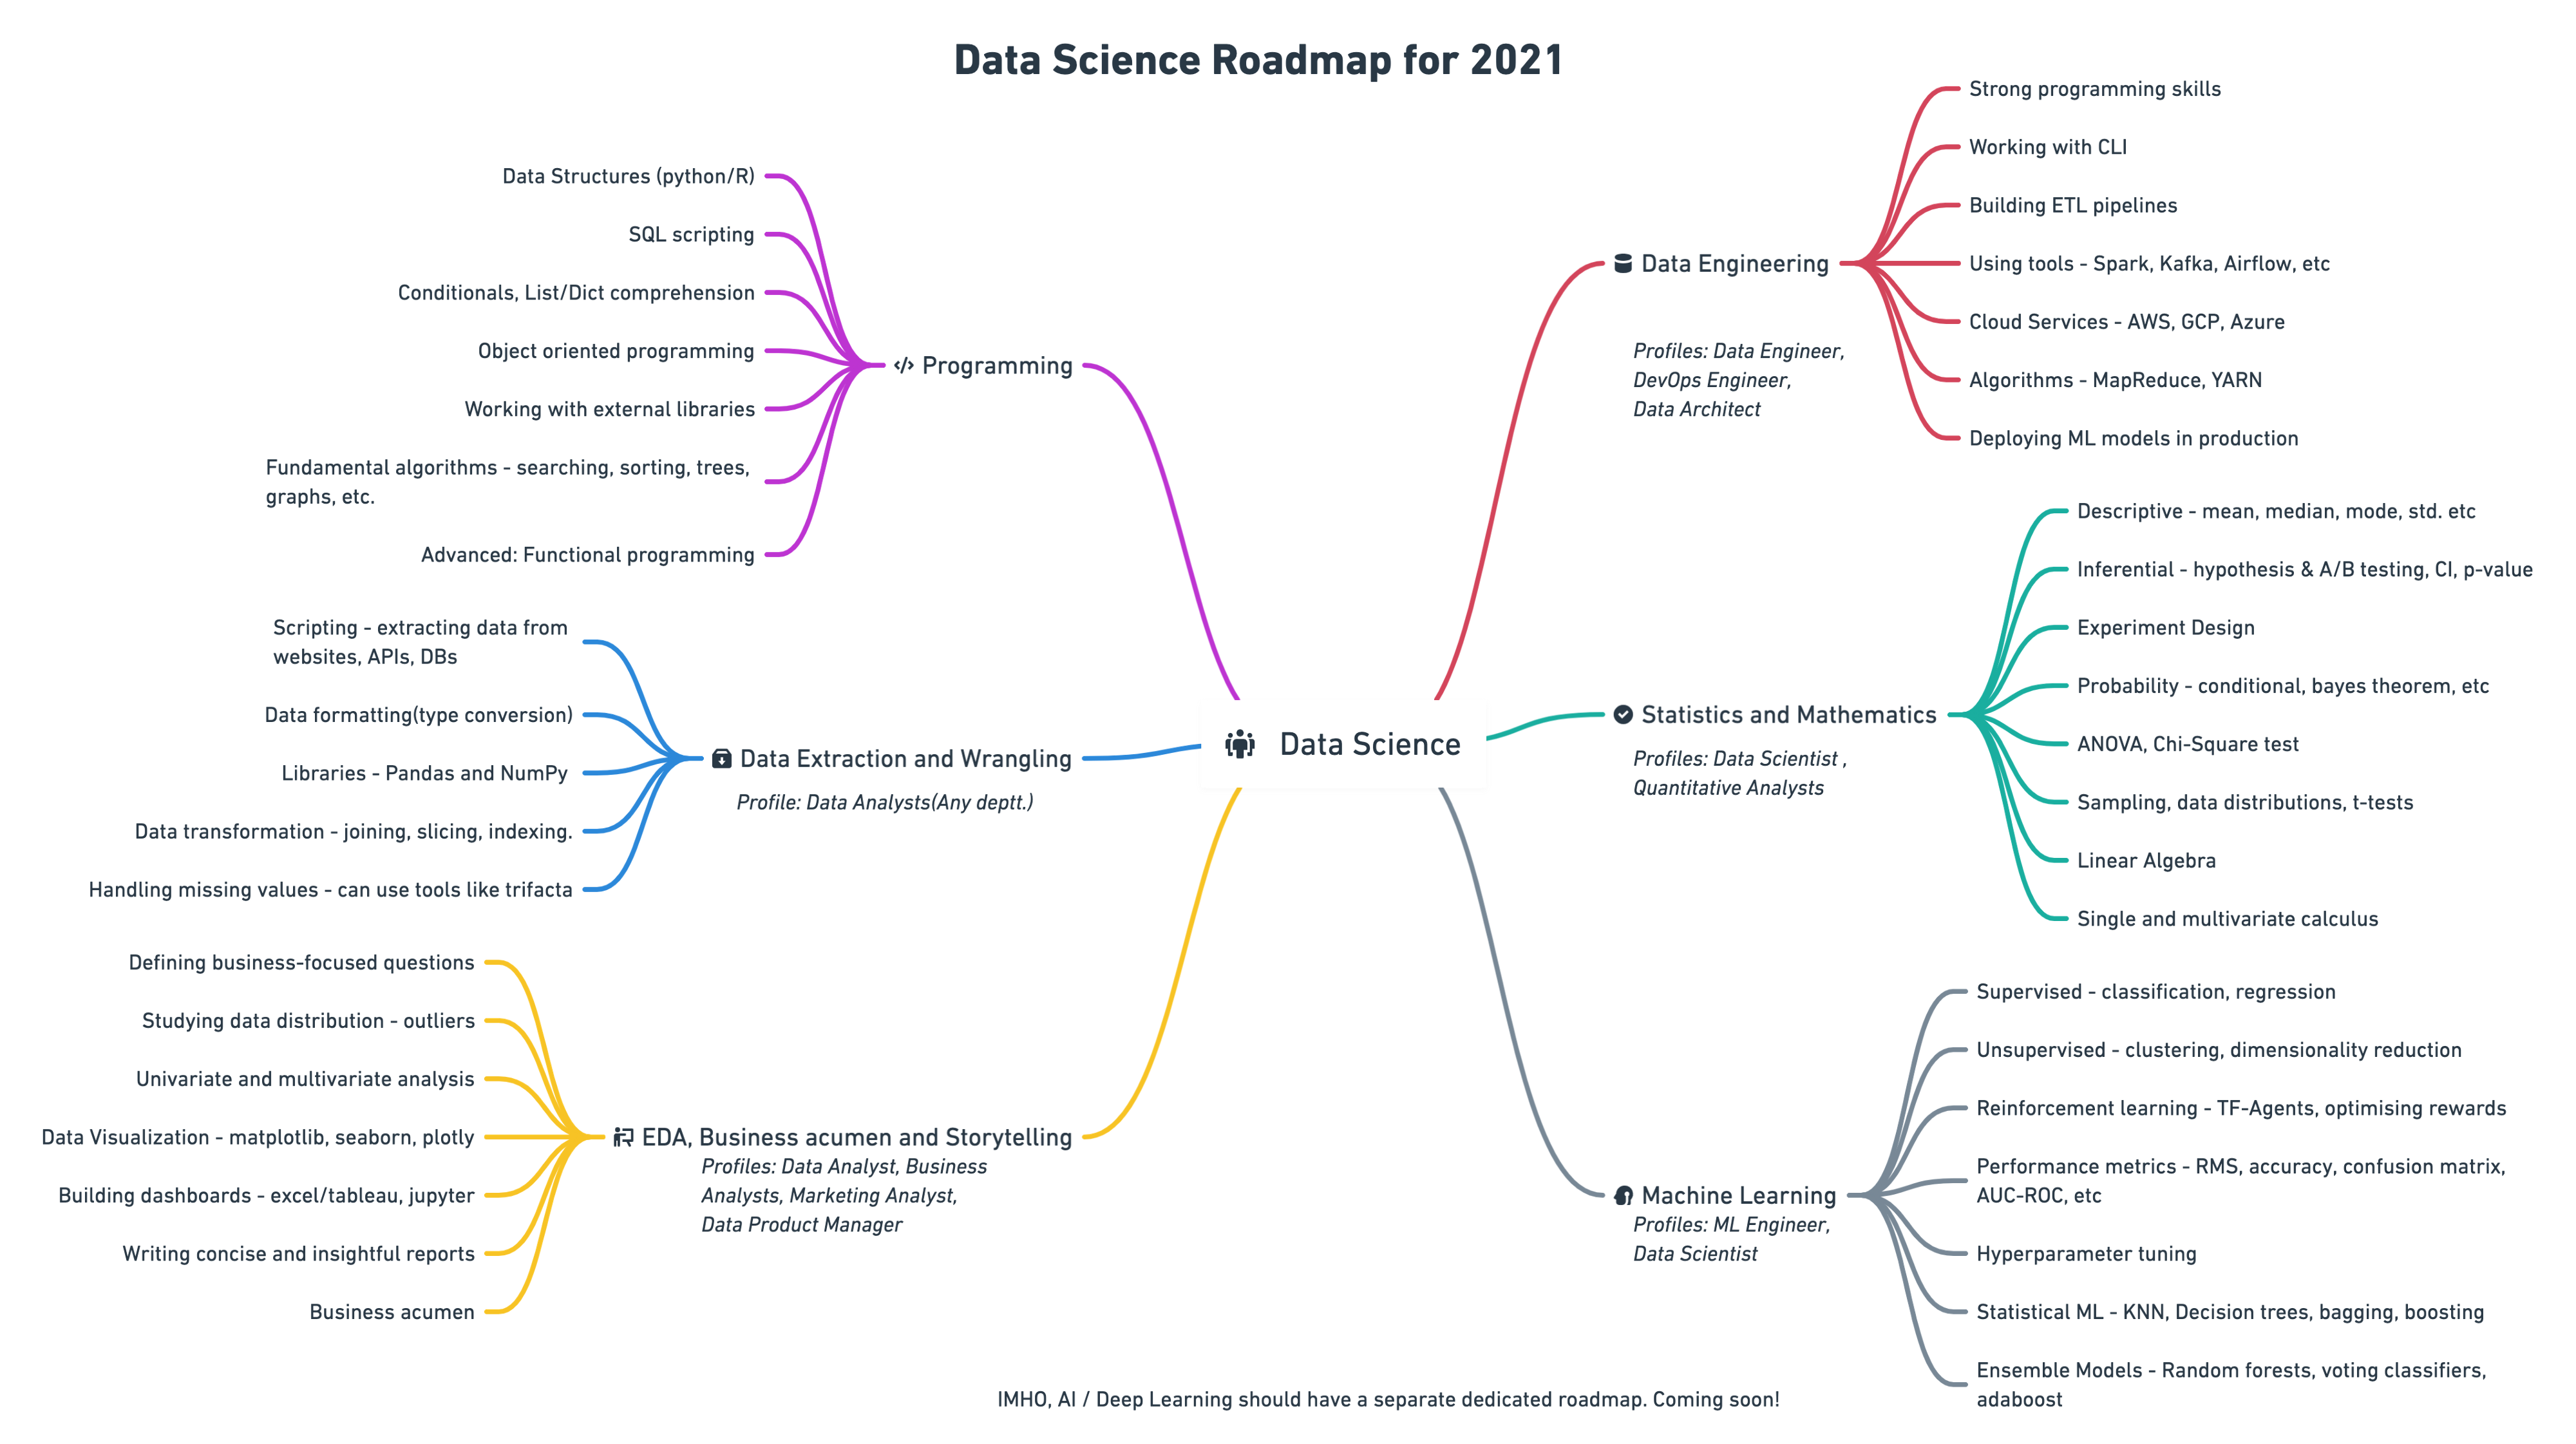 Data Science Roadmap for 2021
Data Structures (python/R)
SQL scripting
Conditionals, List/Dict comprehension
Object oriented programming
Working with external libraries
Fundamental algorithms - searching, sorting, trees,
graphs, etc.
Advanced: Functional programming
Programming
Scripting - extracting data from
websites, APIs, DBs
Data formatting(type conversion)
Libraries - Pandas and NumPy
Data transformation - joining, slicing, indexing.
Handling missing values - can use tools like trifacta
Data Extraction and Wrangling
Profile: Data Analysts(Any deptt.)
Defining business-focused questions
Studying data distribution - outliers
Univariate and multivariate analysis
Data Visualization - matplotlib, seaborn, plotly
Building dashboards - excel/tableau, jupyter
Writing concise and insightful reports
Business acumen
EDA, Business acumen and Storytelling
Profiles: Data Analyst, Business
Analysts, Marketing Analyst,
Data Product Manager
Data Science
Data Engineering
Profiles: Data Engineer,
DevOps Engineer,
Data Architect
Strong programming skills
Working with CLI
Building ETL pipelines
Using tools - Spark, Kafka, Airflow, etc
Cloud Services - AWS, GCP, Azure
Algorithms - MapReduce, YARN
Deploying ML models in production
Statistics and Mathematics
Profiles: Data Scientist ,
Quantitative Analysts
Descriptive - mean, median, mode, std. etc
Inferential - hypothesis & A/B testing, CI, p-value
Experiment Design
Probability - conditional, bayes theorem, etc
ANOVA, Chi-Square test
Sampling, data distributions, t-tests
Linear Algebra
Single and multivariate calculus
Machine Learning
Profiles: ML Engineer,
Data Scientist
Supervised - classification, regression
Unsupervised - clustering, dimensionality reduction
Reinforcement learning - TF-Agents, optimising rewards
Performance metrics - RMS, accuracy, confusion matrix,
AUC-ROC, etc
Hyperparameter tuning
Statistical ML - KNN, Decision trees, bagging, boosting
Ensemble Models - Random forests, voting classifiers,
adaboost
IMHO, AI / Deep Learning should have a separate dedicated roadmap. Coming soon!